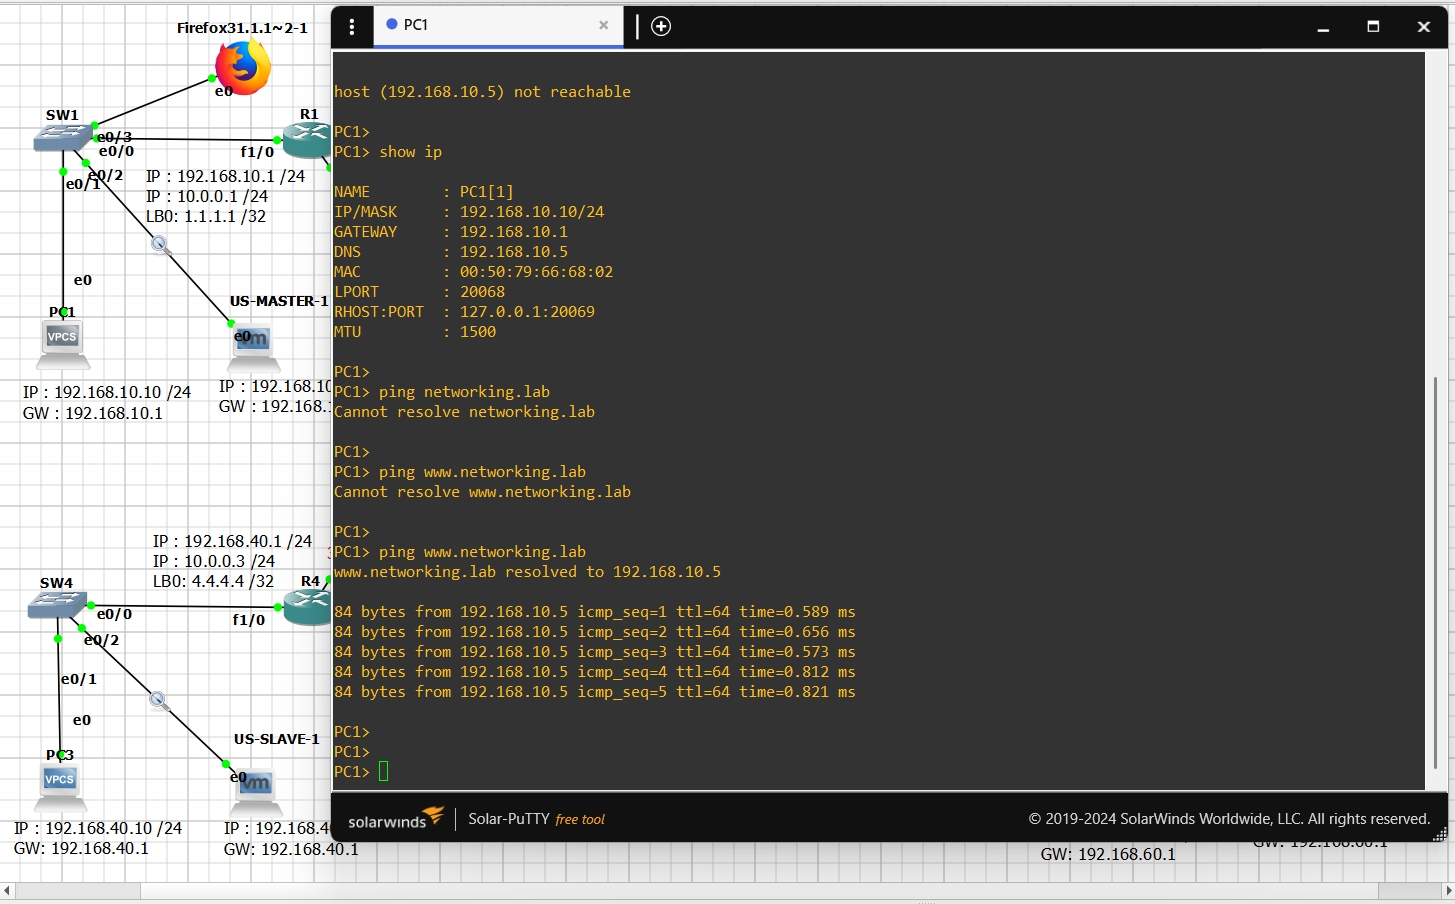 Firefox31.1.1~2-1
e0
SW1
e0/3
e0/0
e0/2
e0/1
R1
f1/0
IP : 192.168.10.1 /24
IP : 10.0.0.1 /24
LB0: 1.1.1.1 /32
e0
PC1
VPCS
IP : 192.168.10.10 /24
GW : 192.168.10.1
US-MASTER-1
e0
vm
IP : 192.168.10
GW : 192.168.
IP : 192.168.40.1 /24
IP : 10.0.0.3 /24
LB0: 4.4.4.4 /32
SW4
e0/0
e0/2
e0/1
R4
f1/0
e0
PC3
VPCS
IP : 192.168.40.10 /24
GW: 192.168.40.1
US-SLAVE-1
e0
vm
IP : 192.168.4
GW: 192.168.40.1
PC1
host (192.168.10.5) not reachable
PC1>
PC1> show ip
NAME : PC1[1]
IP/MASK : 192.168.10.10/24
GATEWAY : 192.168.10.1
DNS : 192.168.10.5
MAC : 00:50:79:66:68:02
LPORT : 20068
RHOST:PORT : 127.0.0.1:20069
MTU : 1500
PC1>
PC1> ping networking.lab
Cannot resolve networking.lab
PC1>
PC1> ping www.networking.lab
Cannot resolve www.networking.lab
PC1>
PC1> ping www.networking.lab
www.networking.lab resolved to 192.168.10.5
84 bytes from 192.168.10.5 icmp_seq=1 ttl=64 time=0.589 ms
84 bytes from 192.168.10.5 icmp_seq=2 ttl=64 time=0.656 ms
84 bytes from 192.168.10.5 icmp_seq=3 ttl=64 time=0.573 ms
84 bytes from 192.168.10.5 icmp_seq=4 ttl=64 time=0.812 ms
84 bytes from 192.168.10.5 icmp_seq=5 ttl=64 time=0.821 ms
PC1>
PC1>
PC1>
solarwinds
Solar-PuTTY free tool
© 2019-2024 SolarWinds Worldwide, LLC. All rights reserved.
GW: 192.168.60.1
GW: 192.168.60.1